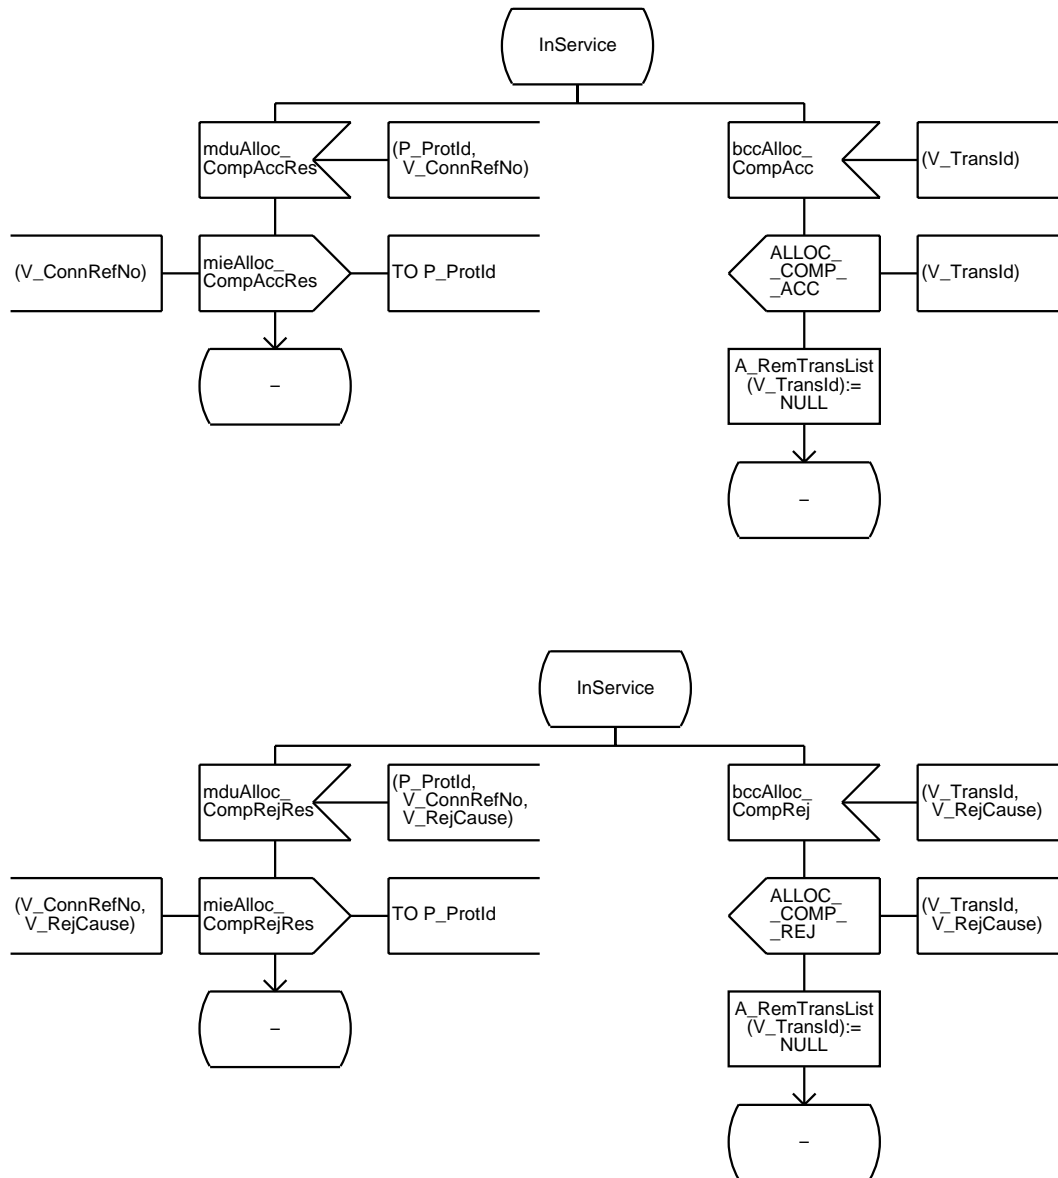 InService
mduAlloc_
CompAccRes
(P_ProtId,
V_ConnRefNo)
bccAlloc_
CompAcc
(V_TransId)
(V_ConnRefNo)
mieAlloc_
CompAccRes
TO P_ProtId
ALLOC_
_COMP_
_ACC
(V_TransId)
–
A_RemTransList
(V_TransId):=
NULL
–
InService
mduAlloc_
CompRejRes
(P_ProtId,
V_ConnRefNo,
V_RejCause)
bccAlloc_
CompRej
(V_TransId,
V_RejCause)
(V_ConnRefNo,
V_RejCause)
mieAlloc_
CompRejRes
TO P_ProtId
ALLOC_
_COMP_
_REJ
(V_TransId,
V_RejCause)
–
A_RemTransList
(V_TransId):=
NULL
–